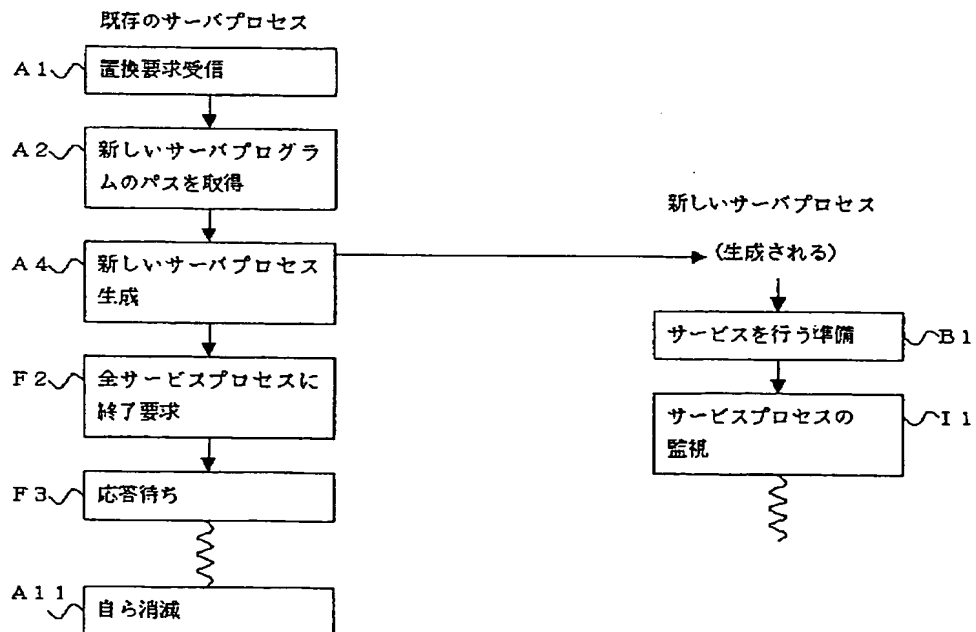 既存のサーバプロセス
A1
置換要求受信
A2
新しいサーバプログラ
ムのパスを取得
A4
新しいサーバプロセス
生成
F2
全サービスプロセスに
終了要求
F3
応答待ち
A11
自ら消滅
新しいサーバプロセス
(生成される)
サービスを行う準備
B1
サービスプロセスの
監視
I1